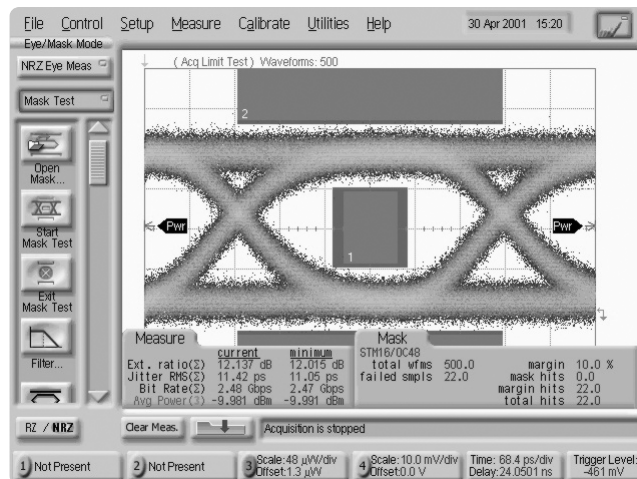 File Control Setup Measure Calibrate Utilities Help 30 Apr 2001 15:20
Eye/Mask Mode
NRZ Eye Meas
( Acq Limit Test ) Waveforms: 500
Mask Test
2
Open
Mask...
Start
Mask Test
Pwr
Pwr
1
Exit
Mask Test
Filter...
Measure
current minimum
Ext. ratio(Σ) 12.137 dB 12.015 dB
Jitter RMS(Σ) 11.42 ps 11.05 ps
Bit Rate(Σ) 2.48 Gbps 2.47 Gbps
Avg Power(3) -9.981 dBm -9.991 dBm
Mask
STM16/OC48
total wfms 500.0 margin 10.0 %
failed smpls 22.0 mask hits 0.0
margin hits 22.0
total hits 22.0
RZ / NRZ
Clear Meas.
Acquisition is stopped
1 Not Present
2 Not Present
3 Scale:48 µW/div
Offset:1.3 µW
4 Scale: 10.0 mV/div
Offset:0.0 V
Time: 68.4 ps/div
Delay:24.0501 ns
Trigger Level:
-461 mV